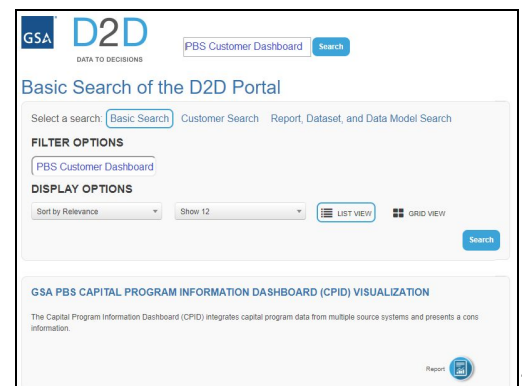 GSA
D2D
DATA TO DECISIONS
PBS Customer Dashboard
Search
Basic Search of the D2D Portal
Select a search: Basic Search Customer Search Report, Dataset, and Data Model Search
FILTER OPTIONS
PBS Customer Dashboard
DISPLAY OPTIONS
Sort by Relevance Show 12 LIST VIEW GRID VIEW
Search
GSA PBS CAPITAL PROGRAM INFORMATION DASHBOARD (CPID) VISUALIZATION
The Capital Program Information Dashboard (CPID) integrates capital program data from multiple source systems and presents a cons
information.
Report